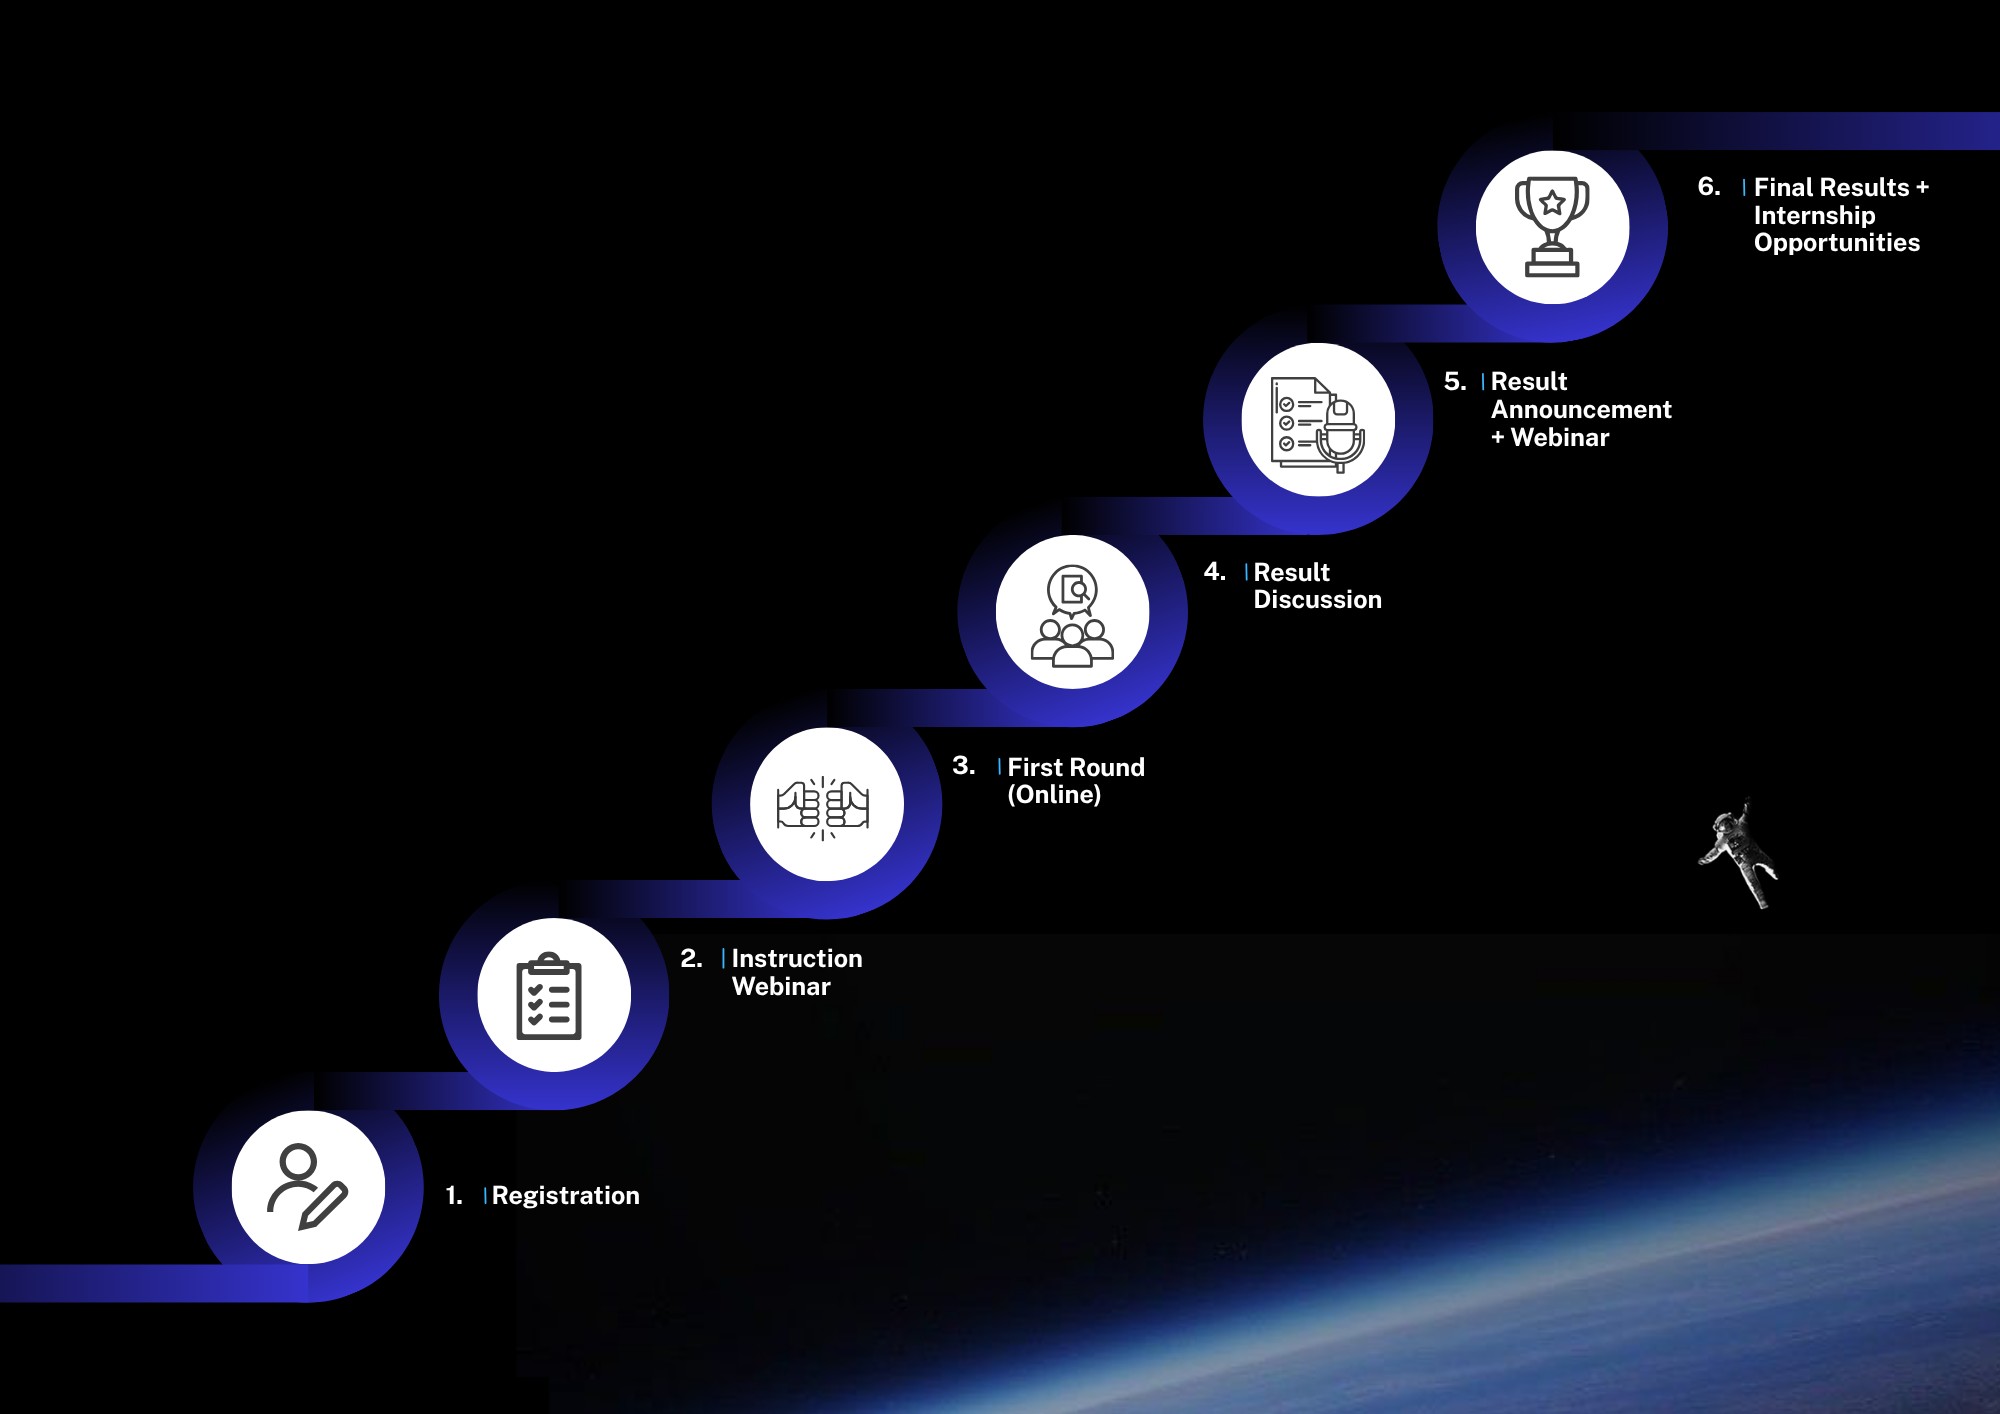 6. Final Results +
Internship
Opportunities
5. Result
Announcement
+ Webinar
4. Result
Discussion
3. First Round
(Online)
2. Instruction
Webinar
1. Registration